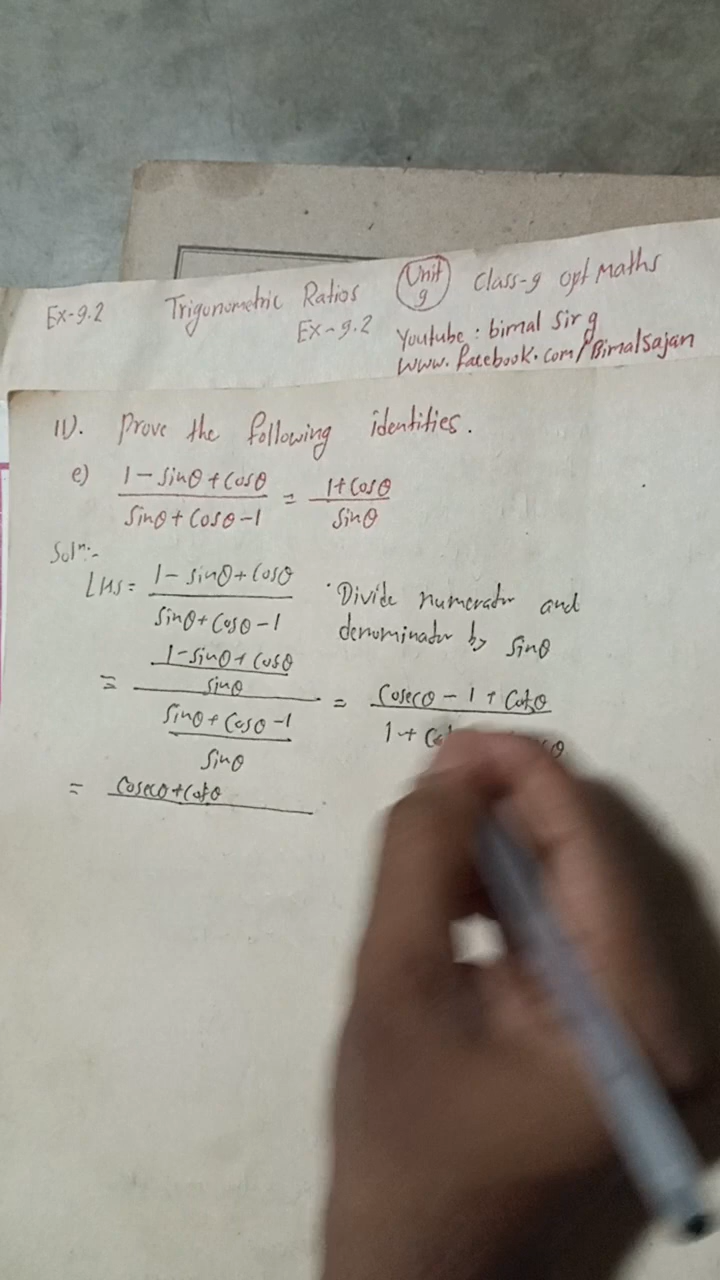 Ex-9.2 Trigonometric Ratios Unit 9 Class-9 opt Maths
Ex-9.2 Youtube : bimal Sir g
www.facebook.com/Bimalsajan
10. Prove the following identities.
e) 1-sinθ+cosθ / sinθ+cosθ-1 = 1+cosθ / sinθ
Solⁿ:-
LHS = 1-sinθ+cosθ / sinθ+cosθ-1 Divide numerator and
denominator by sinθ
= (1-sinθ+cosθ / sinθ) / (sinθ+cosθ-1 / sinθ) = cosecθ-1+cotθ / 1+
= cosecθ+cotθ